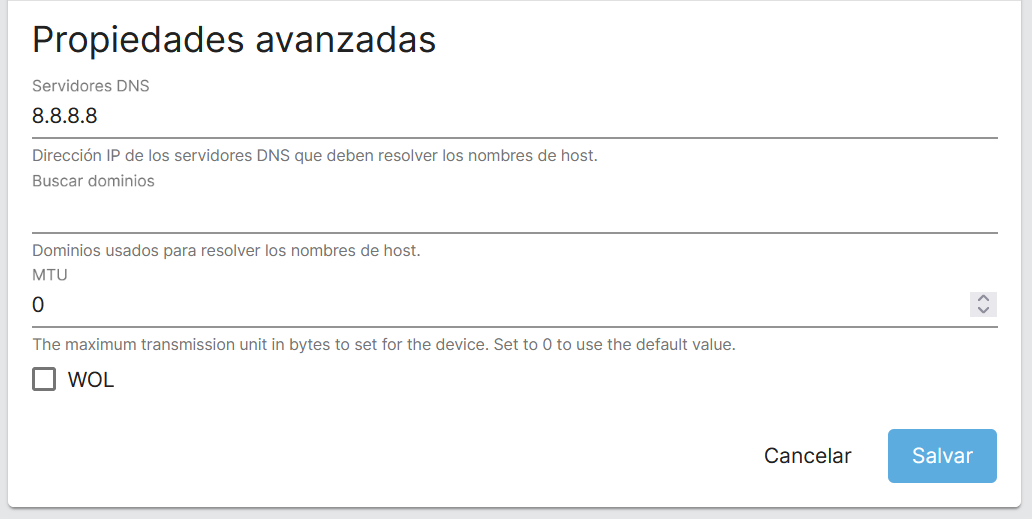 Propiedades avanzadas
Servidores DNS
8.8.8.8
Dirección IP de los servidores DNS que deben resolver los nombres de host.
Buscar dominios
Dominios usados para resolver los nombres de host.
MTU
0
The maximum transmission unit in bytes to set for the device. Set to 0 to use the default value.
WOL
Cancelar
Salvar